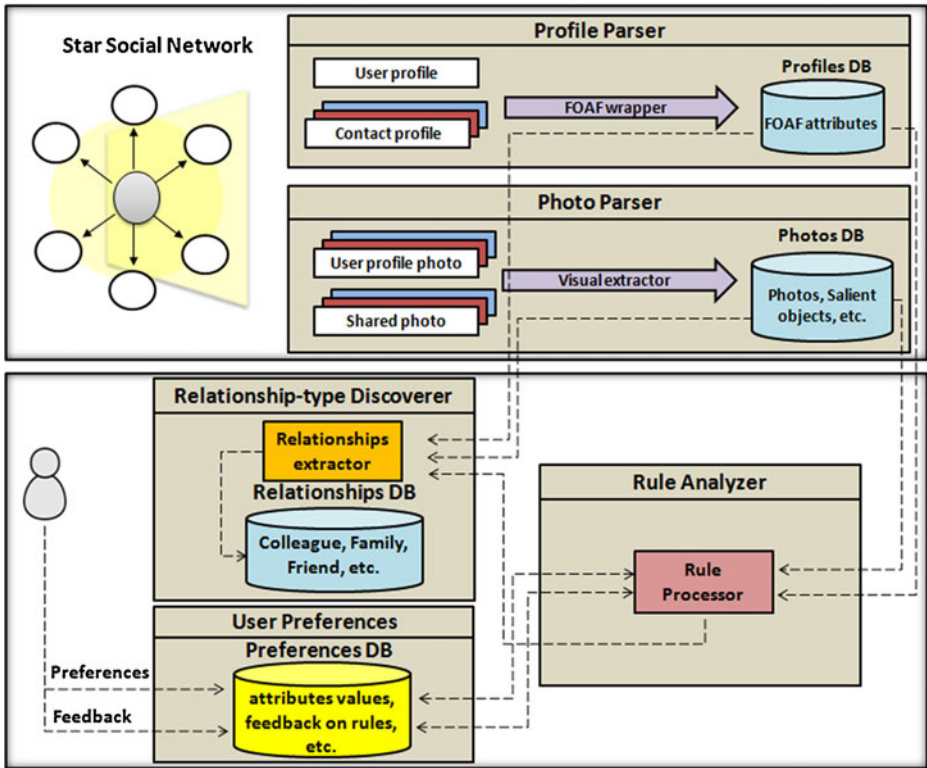 Star Social Network
Profile Parser
User profile
Contact profile
FOAF wrapper
Profiles DB
FOAF attributes
Photo Parser
User profile photo
Shared photo
Visual extractor
Photos DB
Photos, Salient
objects, etc.
Relationship-type Discoverer
Relationships
extractor
Relationships DB
Colleague, Family,
Friend, etc.
Rule Analyzer
Rule
Processor
User Preferences
Preferences DB
attributes values,
feedback on rules,
etc.
Preferences
Feedback